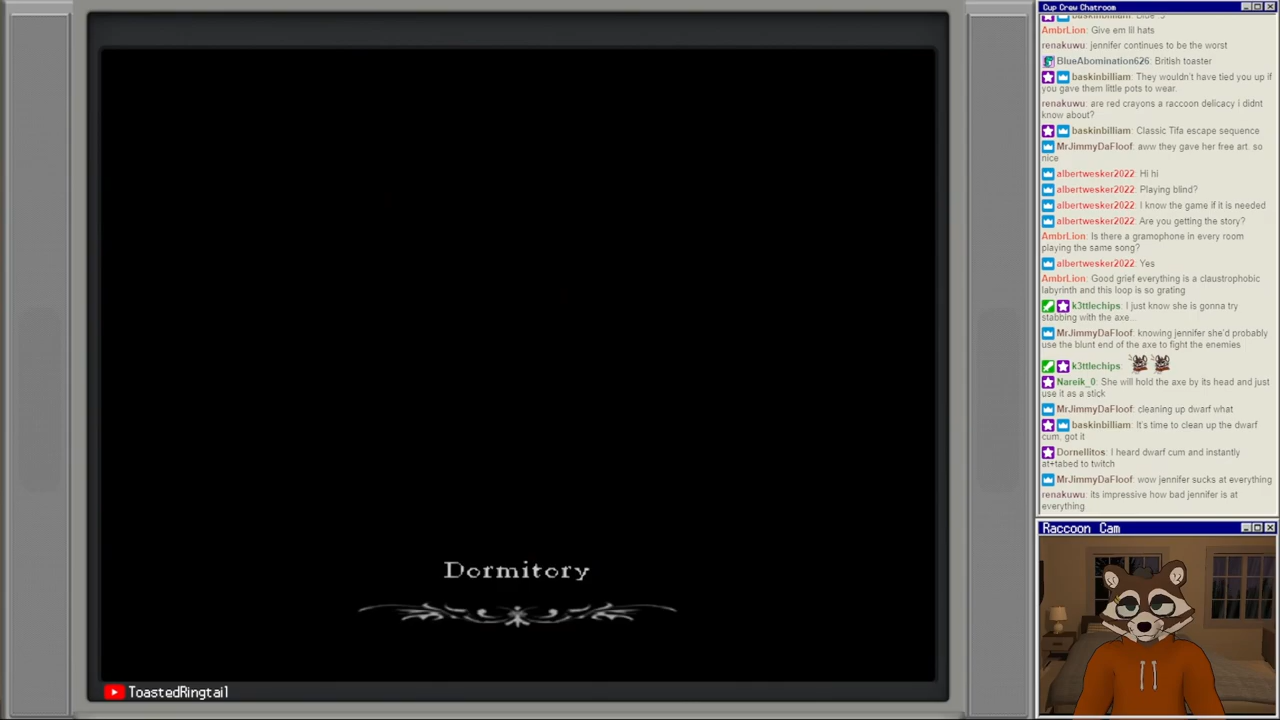 Dormitory
ToastedRingtail
Cup Crew Chatroom
baskinbilliam: Blue :3
AmbrLion: Give em lil hats
renakuwu: jennifer continues to be the worst
BlueAbomination626: British toaster
baskinbilliam: They wouldn't have tied you up if
you gave them little pots to wear.
renakuwu: are red crayons a raccoon delicacy i didnt
know about?
baskinbilliam: Classic Tifa escape sequence
MrJimmyDaFloof: aww they gave her free art. so
nice
albertwesker2022: Hi hi
albertwesker2022: Playing blind?
albertwesker2022: I know the game if it is needed
albertwesker2022: Are you getting the story?
AmbrLion: Is there a gramophone in every room
playing the same song?
albertwesker2022: Yes
AmbrLion: Good grief everything is a claustrophobic
labyrinth and this loop is so grating
k3ttlechips: I just know she is gonna try
stabbing with the axe...
MrJimmyDaFloof: knowing jennifer she'd probably
use the blunt end of the axe to fight the enemies
k3ttlechips:
Nareik_0: She will hold the axe by its head and just
use it as a stick
MrJimmyDaFloof: cleaning up dwarf what
baskinbilliam: It's time to clean up the dwarf
cum, got it
Dornellitos: I heard dwarf cum and instantly
at+tabed to twitch
MrJimmyDaFloof: wow jennifer sucks at everything
renakuwu: its impressive how bad jennifer is at
everything
Raccoon Cam